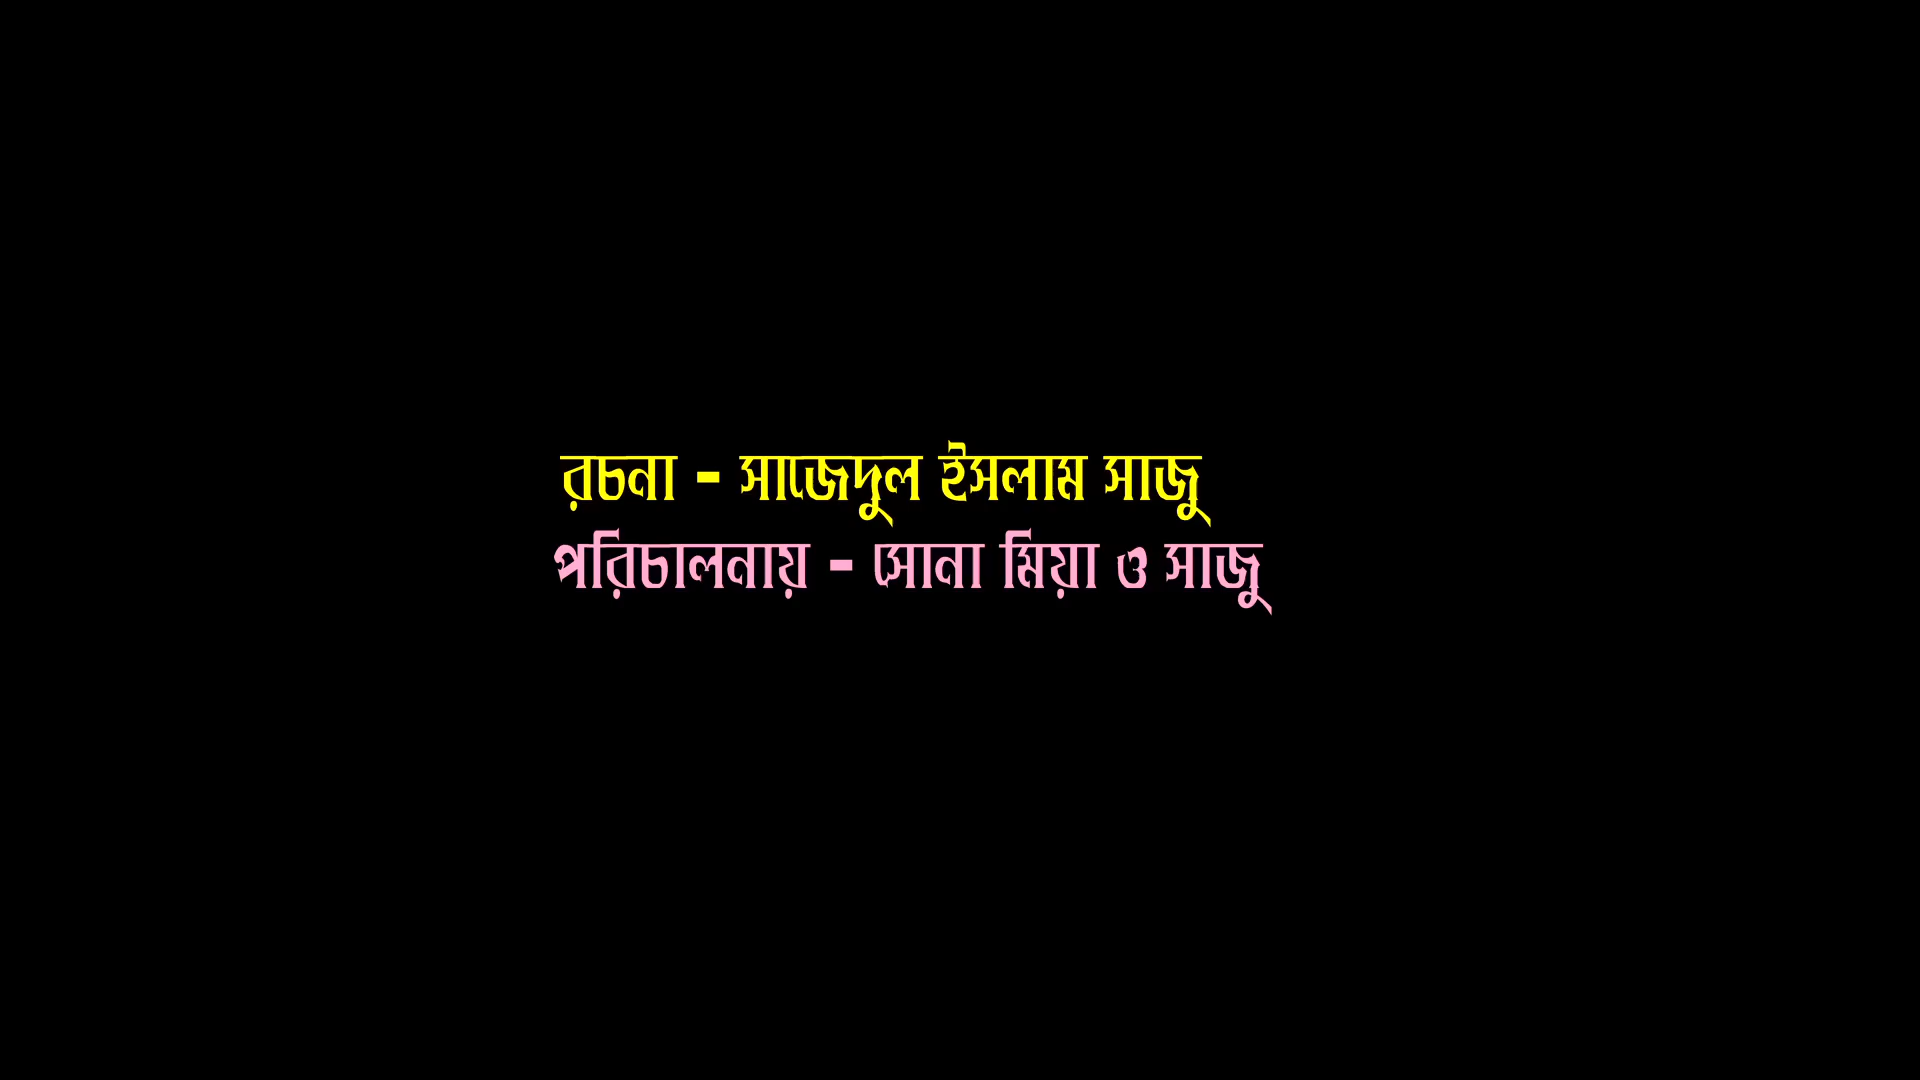 রচনা - সাজেদুল ইসলাম সাজু
পরিচালনায় - সোনা মিয়া ও সাজু